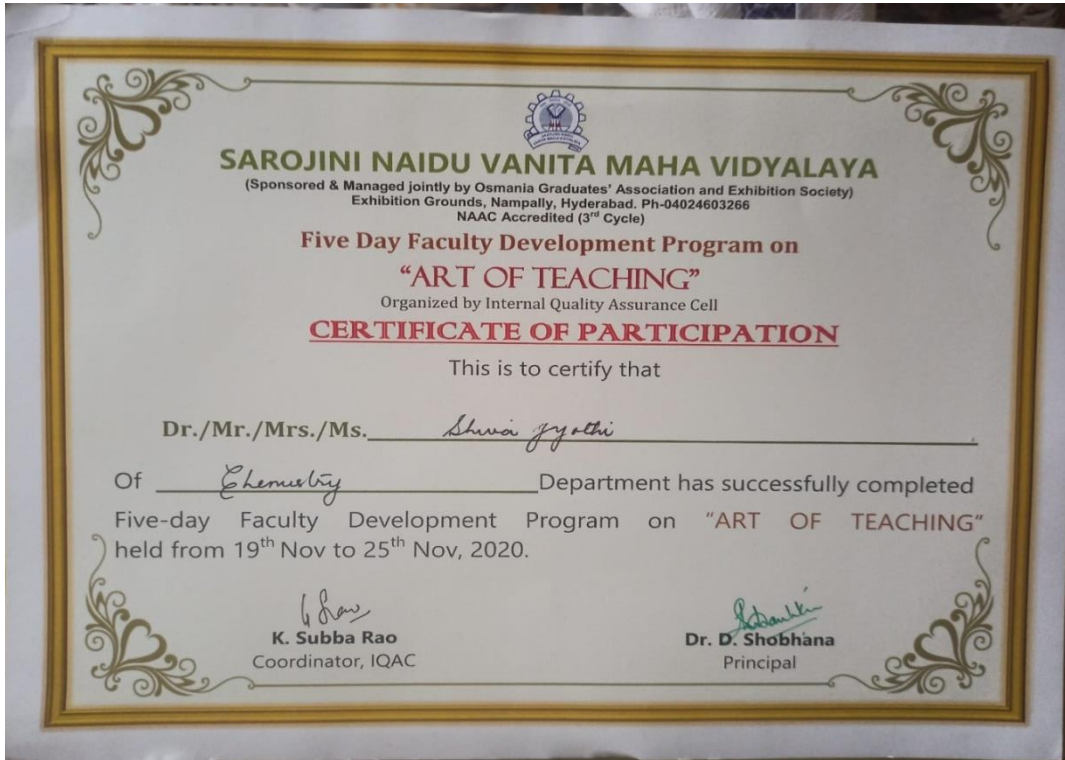 SAROJINI NAIDU VANITA MAHA VIDYALAYA
(Sponsored & Managed jointly by Osmania Graduates' Association and Exhibition Society)
Exhibition Grounds, Nampally, Hyderabad. Ph-04024603266
NAAC Accredited (3rd Cycle)
Five Day Faculty Development Program on
"ART OF TEACHING"
Organized by Internal Quality Assurance Cell
CERTIFICATE OF PARTICIPATION
This is to certify that
Dr./Mr./Mrs./Ms. Shiva Jyothi
Of Chemistry Department has successfully completed
Five-day Faculty Development Program on "ART OF TEACHING"
held from 19th Nov to 25th Nov, 2020.
K. Subba Rao Dr. D. Shobhana
Coordinator, IQAC Principal